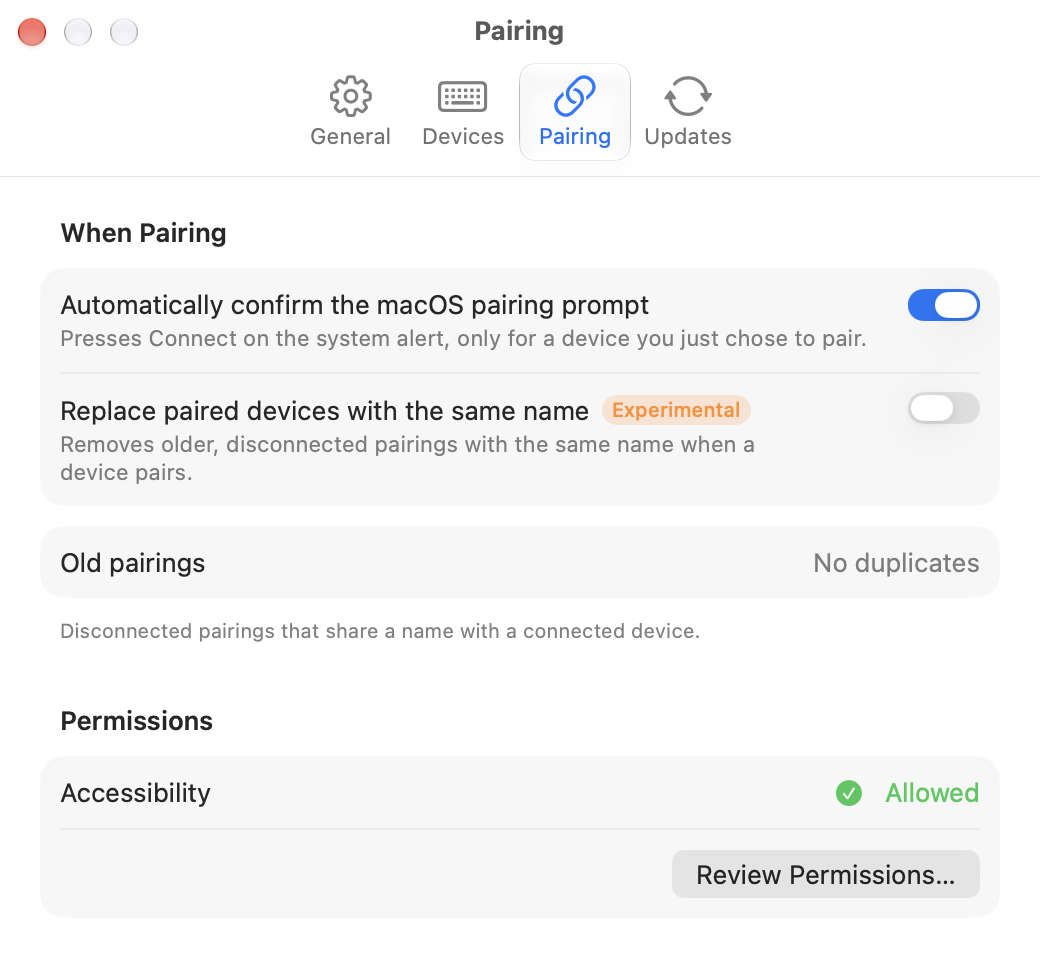 Pairing
General
Devices
Pairing
Updates
When Pairing
Automatically confirm the macOS pairing prompt
Presses Connect on the system alert, only for a device you just chose to pair.
Replace paired devices with the same name Experimental
Removes older, disconnected pairings with the same name when a
device pairs.
Old pairings No duplicates
Disconnected pairings that share a name with a connected device.
Permissions
Accessibility Allowed
Review Permissions...